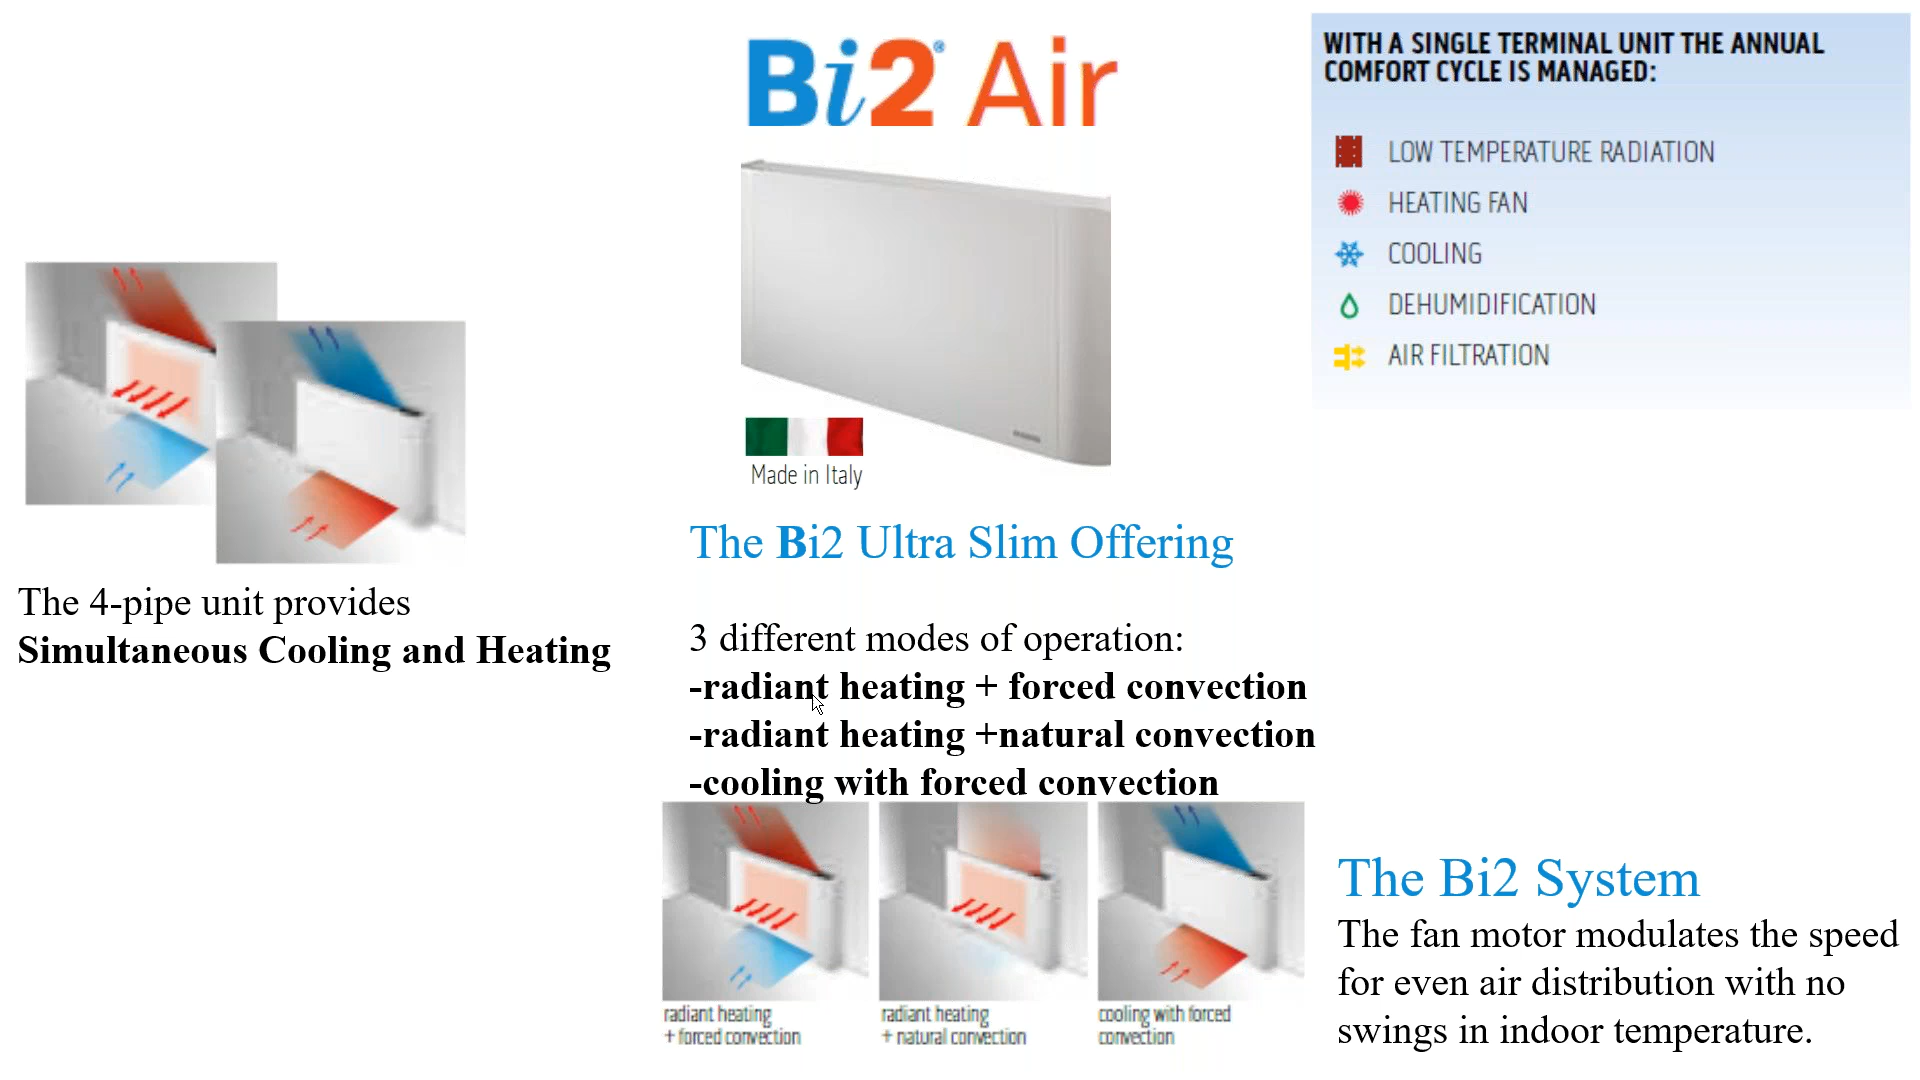 Bi2® Air
WITH A SINGLE TERMINAL UNIT THE ANNUAL
COMFORT CYCLE IS MANAGED:
LOW TEMPERATURE RADIATION
HEATING FAN
COOLING
DEHUMIDIFICATION
AIR FILTRATION
Made in Italy
The 4-pipe unit provides
Simultaneous Cooling and Heating
The Bi2 Ultra Slim Offering
3 different modes of operation:
-radiant heating + forced convection
-radiant heating +natural convection
-cooling with forced convection
radiant heating
+ forced convection
radiant heating
+ natural convection
cooling with forced
convection
The Bi2 System
The fan motor modulates the speed
for even air distribution with no
swings in indoor temperature.